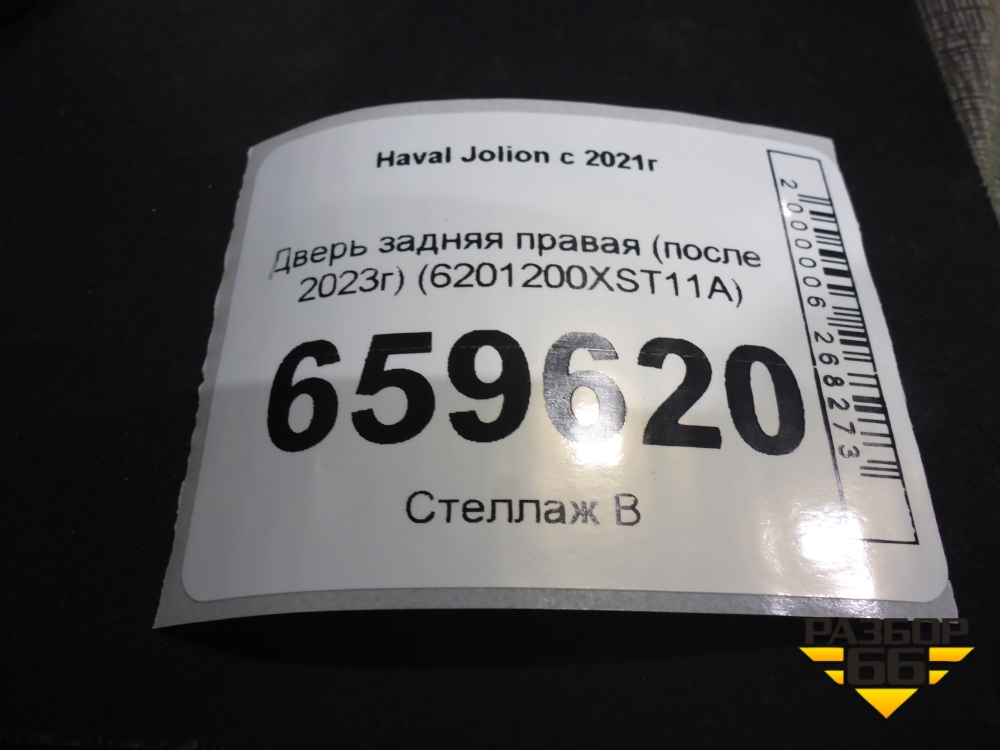 Haval Jolion с 2021г
Дверь задняя правая (после
2023г) (6201200XST11A)
659620
Стеллаж В
2000006268273
РАЗБОР
66